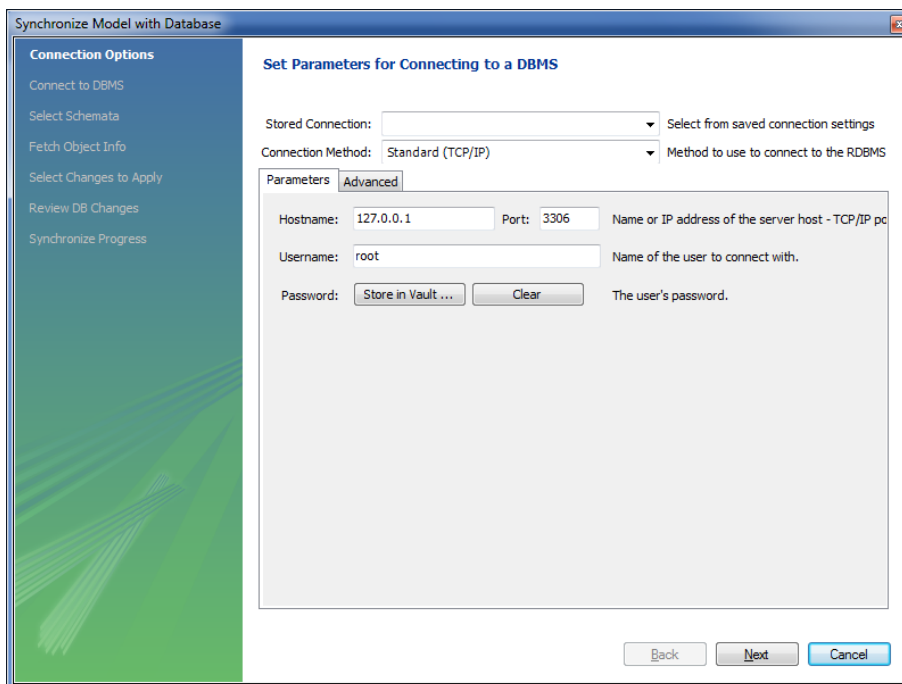 Synchronize Model with Database
Connection Options
Connect to DBMS
Select Schemata
Fetch Object Info
Select Changes to Apply
Review DB Changes
Synchronize Progress
Set Parameters for Connecting to a DBMS
Stored Connection: Select from saved connection settings
Connection Method: Standard (TCP/IP) Method to use to connect to the RDBMS
Parameters Advanced
Hostname: 127.0.0.1 Port: 3306 Name or IP address of the server host - TCP/IP po
Username: root Name of the user to connect with.
Password: Store in Vault ... Clear The user's password.
Back Next Cancel